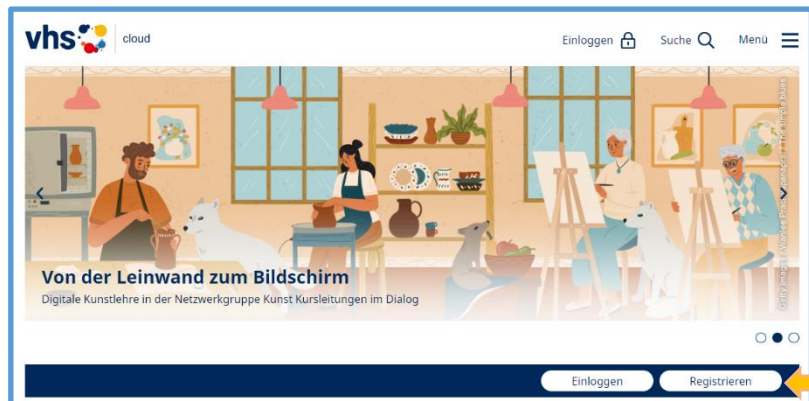 vhs cloud
Einloggen Suche Menü
Von der Leinwand zum Bildschirm
Digitale Kunstlehre in der Netzwerkgruppe Kunst Kursleitungen im Dialog
Einloggen Registrieren